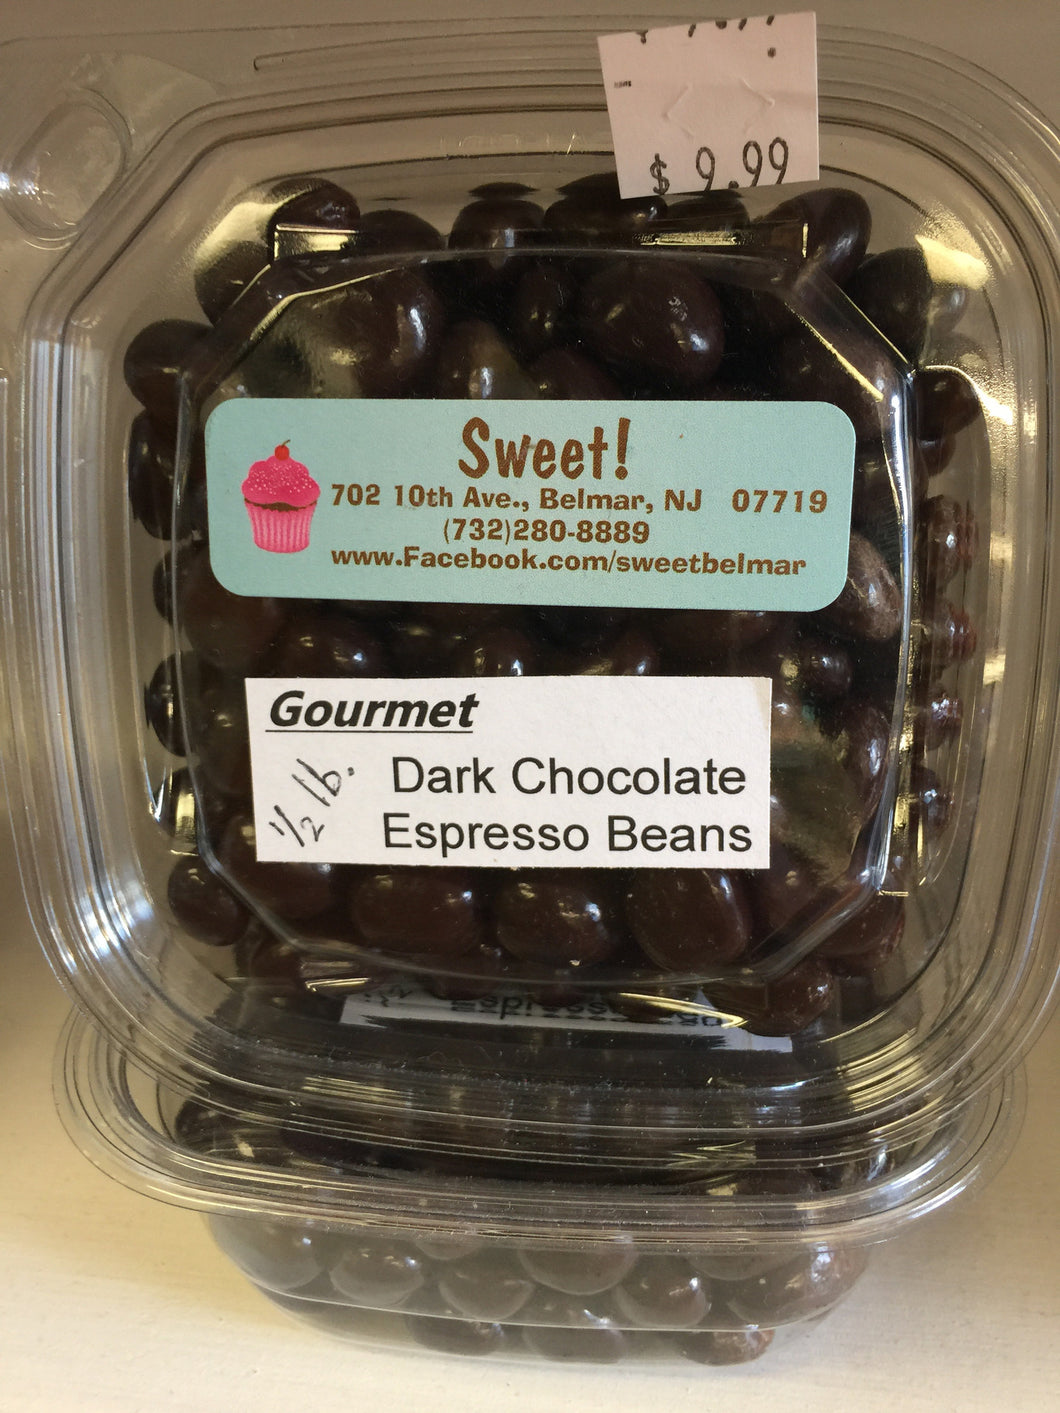 $ 9.99
Sweet!
702 10th Ave., Belmar, NJ 07719
(732)280-8889
www.Facebook.com/sweetbelmar
Gourmet
1/2 lb.
Dark Chocolate
Espresso Beans